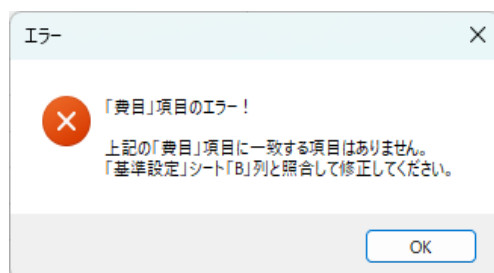 エラー
「費目」項目のエラー！
上記の「費目」項目に一致する項目はありません。
「基準設定」シート「B」列と照合して修正してください。
OK